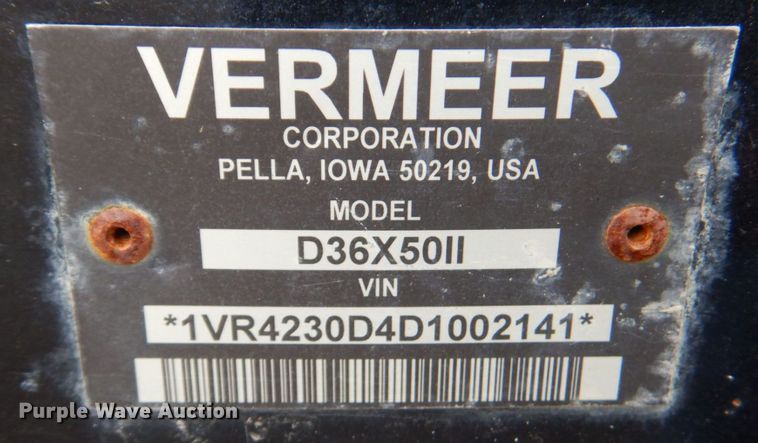 VERMEER
CORPORATION
PELLA, IOWA 50219, USA
MODEL
D36X50II
VIN
*1VR4230D4D1002141*
Purple Wave Auction